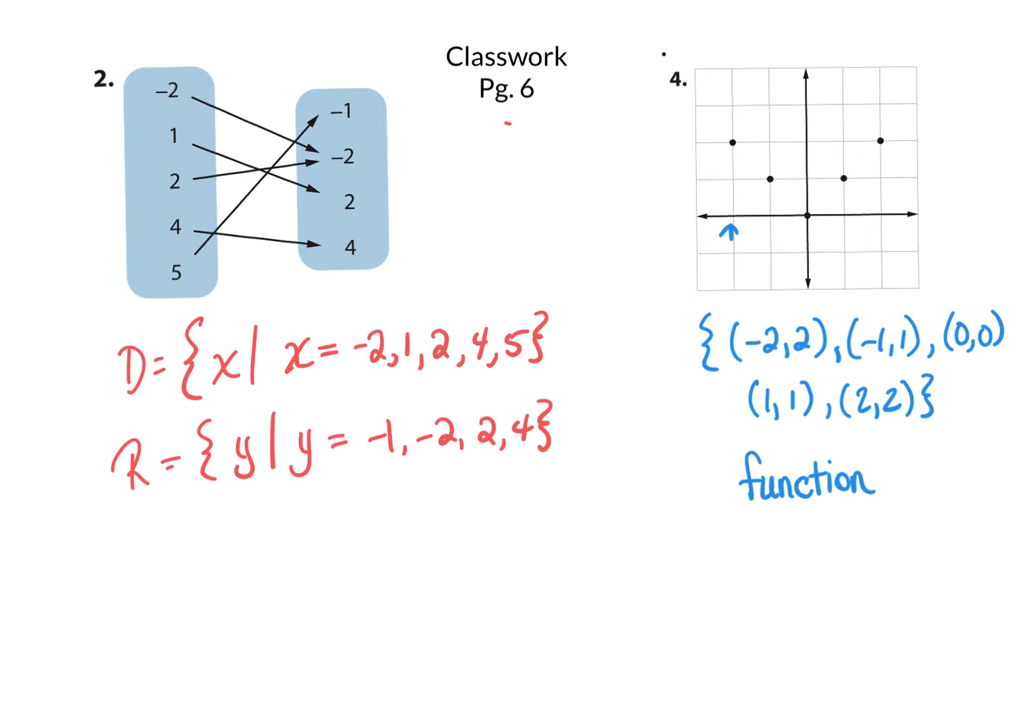 Classwork
Pg. 6
2.
–2
1
2
4
5
–1
–2
2
4
D = {x | x = -2, 1, 2, 4, 5}
R = {y | y = -1, -2, 2, 4}
4.
{(-2,2), (-1,1), (0,0)
(1,1), (2,2)}
function